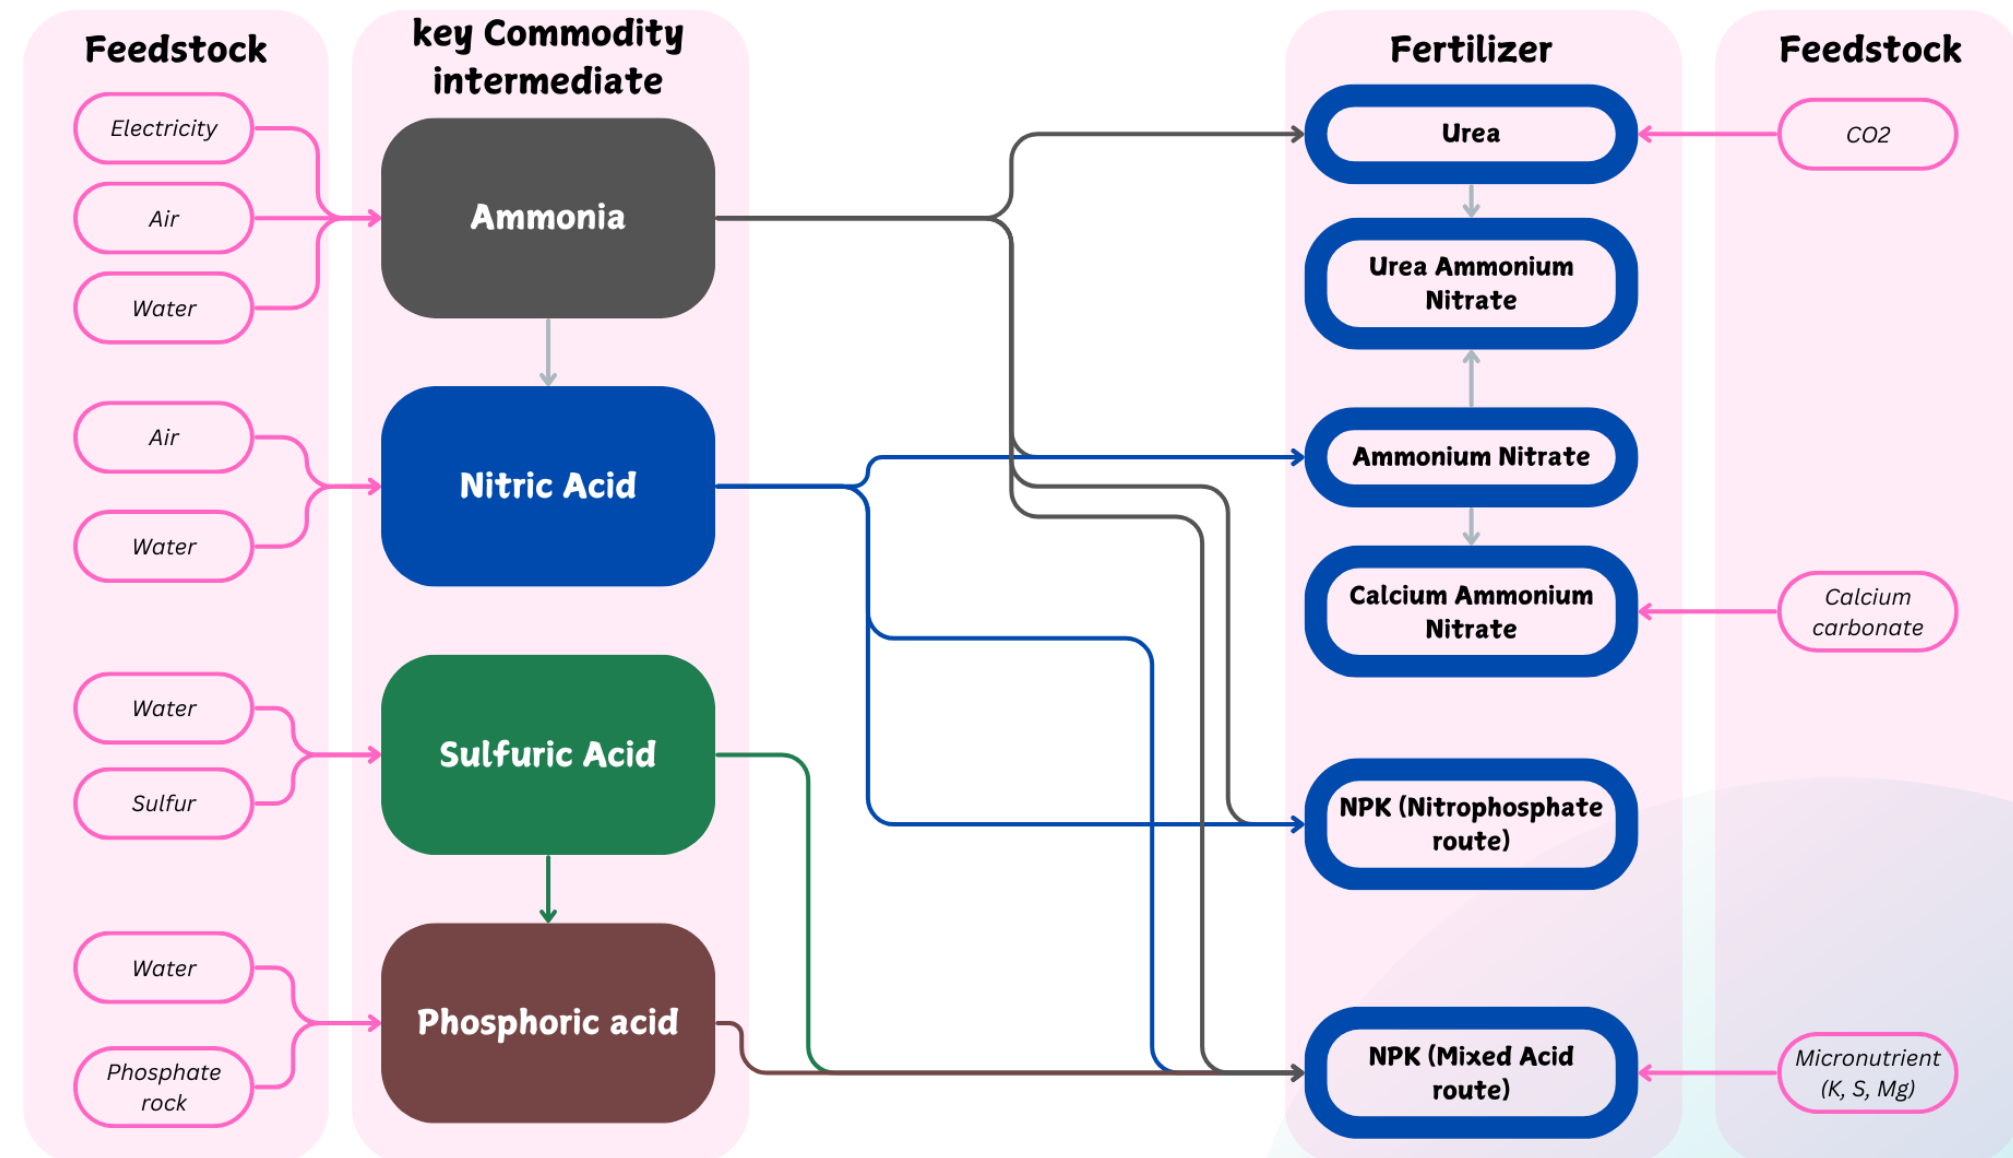 Feedstock
Electricity
Air
Water
Air
Water
Water
Sulfur
Water
Phosphate
rock
key Commodity
intermediate
Ammonia
Nitric Acid
Sulfuric Acid
Phosphoric acid
Fertilizer
Urea
Urea Ammonium
Nitrate
Ammonium Nitrate
Calcium Ammonium
Nitrate
NPK (Nitrophosphate
route)
NPK (Mixed Acid
route)
Feedstock
CO2
Calcium
carbonate
Micronutrient
(K, S, Mg)